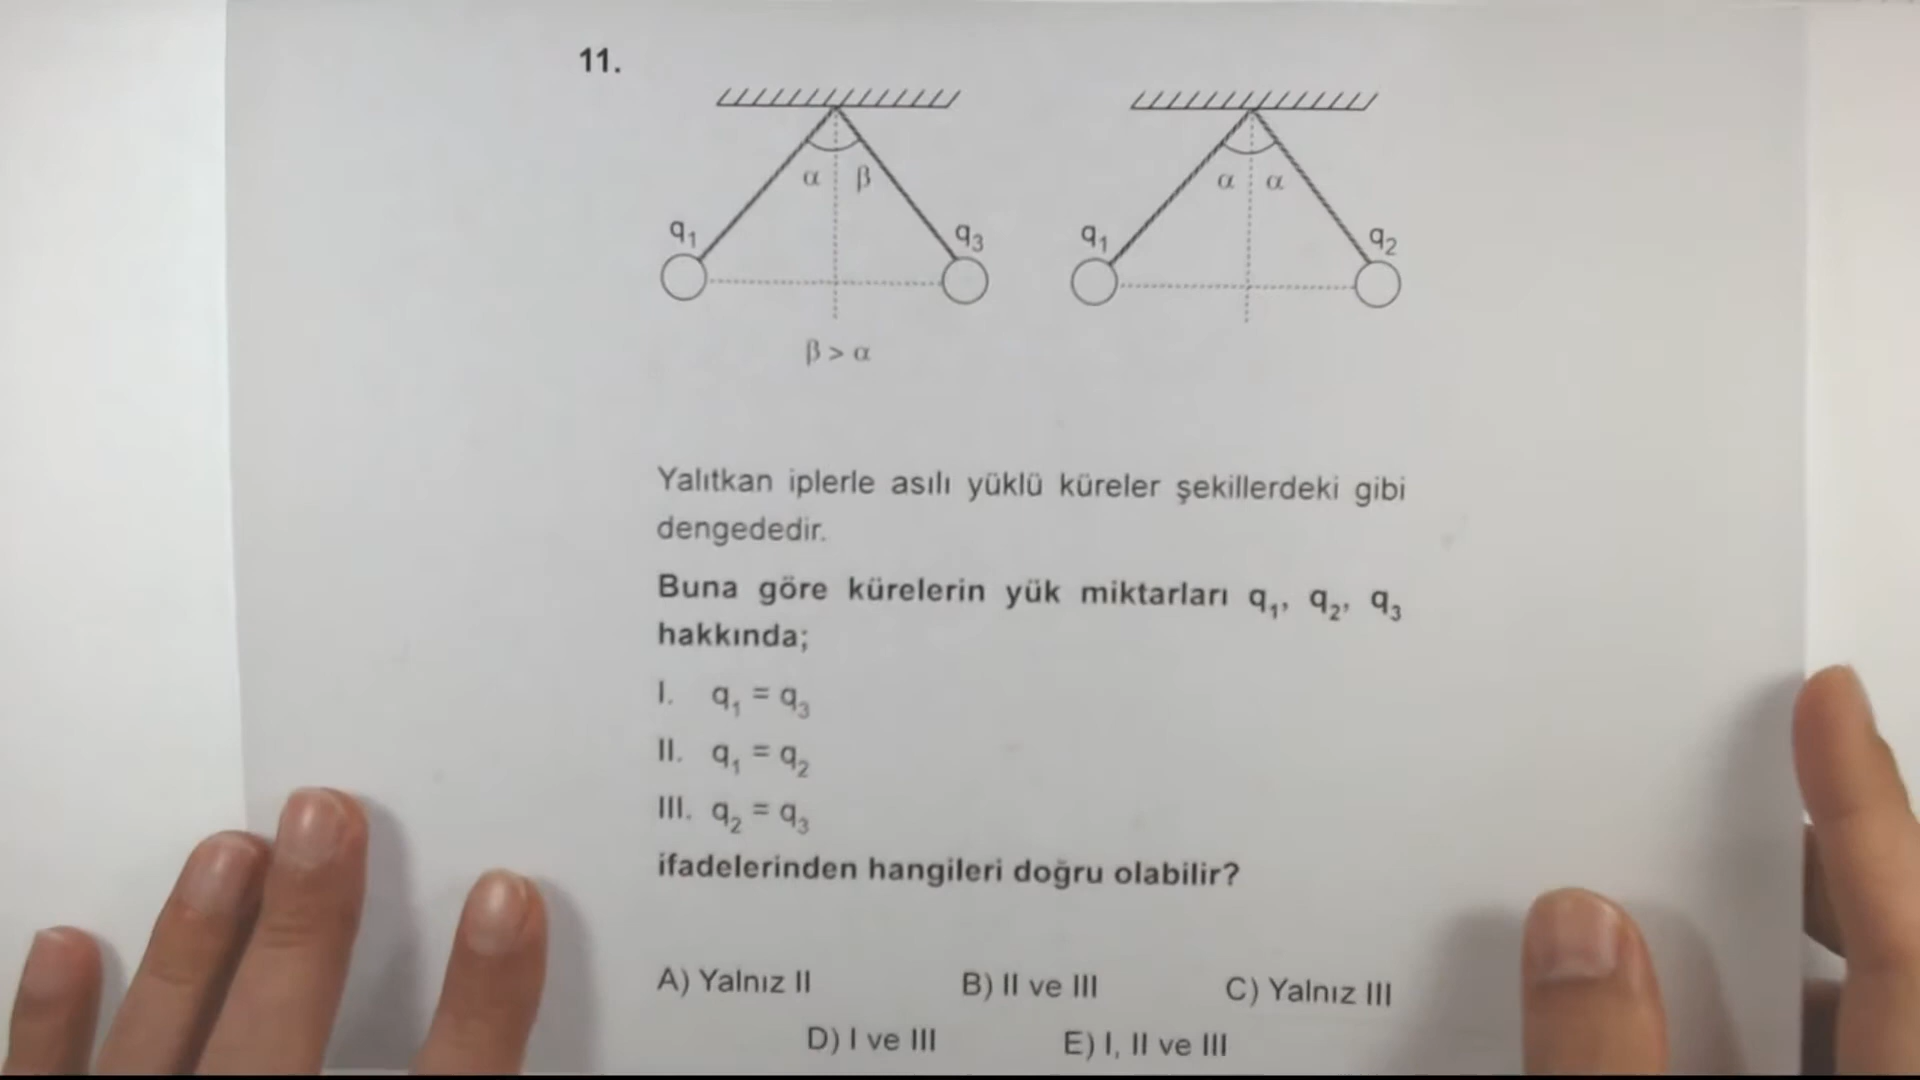 11.
α β
q₁ q₃
β > α
α α
q₁ q₂
Yalıtkan iplerle asılı yüklü küreler şekillerdeki gibi
dengededir.
Buna göre kürelerin yük miktarları q₁, q₂, q₃
hakkında;
I. q₁ = q₃
II. q₁ = q₂
III. q₂ = q₃
ifadelerinden hangileri doğru olabilir?
A) Yalnız II B) II ve III C) Yalnız III
D) I ve III E) I, II ve III